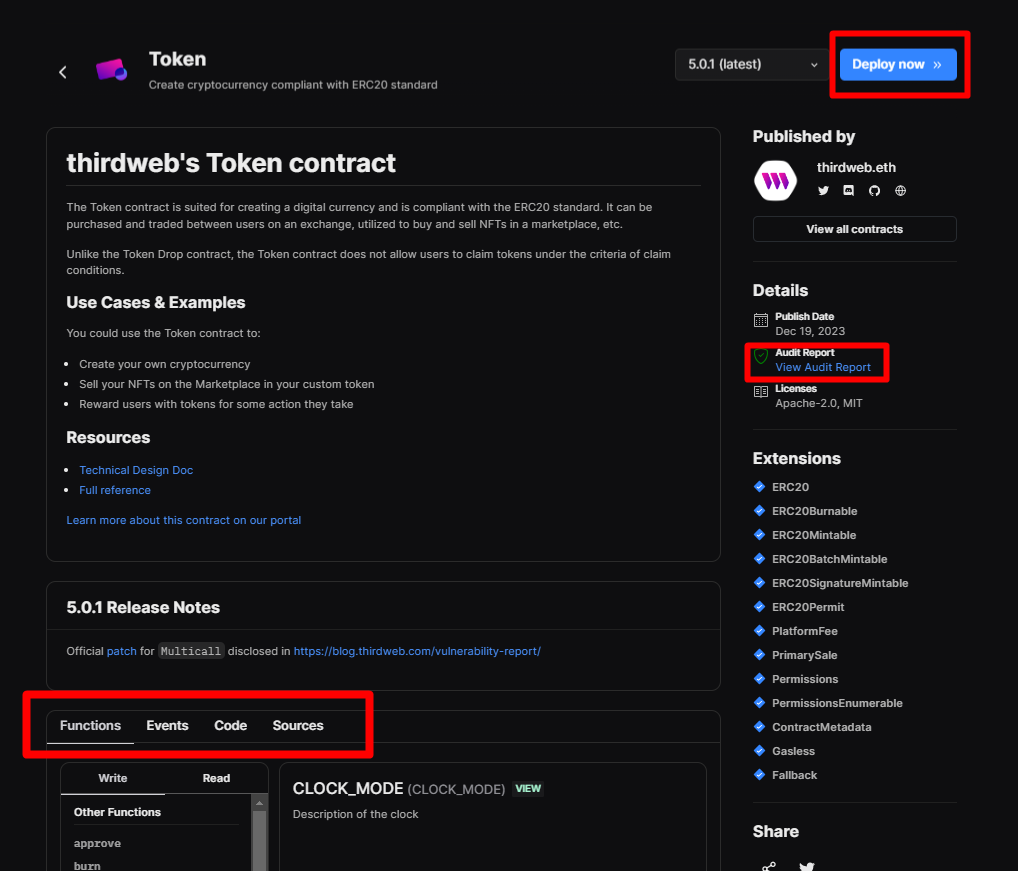 Token
Create cryptocurrency compliant with ERC20 standard
5.0.1 (latest)
Deploy now »
thirdweb's Token contract
The Token contract is suited for creating a digital currency and is compliant with the ERC20 standard. It can be
purchased and traded between users on an exchange, utilized to buy and sell NFTs in a marketplace, etc.
Unlike the Token Drop contract, the Token contract does not allow users to claim tokens under the criteria of claim
conditions.
Use Cases & Examples
You could use the Token contract to:
Create your own cryptocurrency
Sell your NFTs on the Marketplace in your custom token
Reward users with tokens for some action they take
Resources
Technical Design Doc
Full reference
Learn more about this contract on our portal
5.0.1 Release Notes
Official patch for Multicall disclosed in https://blog.thirdweb.com/vulnerability-report/
Functions Events Code Sources
Write Read
Other Functions
approve
burn
CLOCK_MODE (CLOCK_MODE) VIEW
Description of the clock
Published by
thirdweb.eth
View all contracts
Details
Publish Date
Dec 19, 2023
Audit Report
View Audit Report
Licenses
Apache-2.0, MIT
Extensions
ERC20
ERC20Burnable
ERC20Mintable
ERC20BatchMintable
ERC20SignatureMintable
ERC20Permit
PlatformFee
PrimarySale
Permissions
PermissionsEnumerable
ContractMetadata
Gasless
Fallback
Share